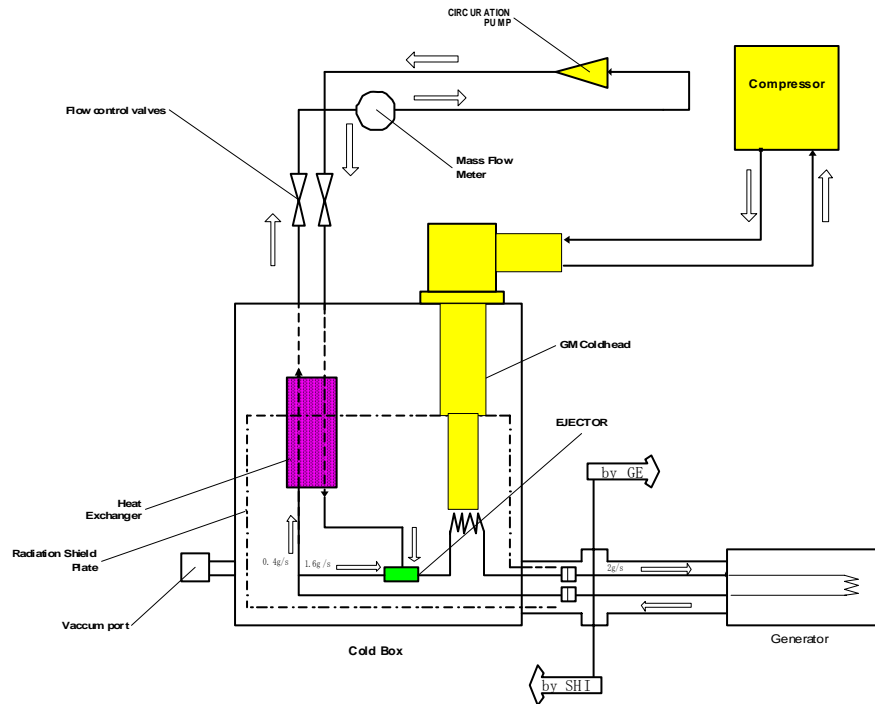 CIRCURATION
PUMP
Compressor
Flow control valves
Mass Flow
Meter
GM Coldhead
EJECTOR
by GE
Heat
Exchanger
Radiation Shield
Plate
0.4g/s
1.6g/s
2g/s
Vaccum port
Cold Box
Generator
by SHI